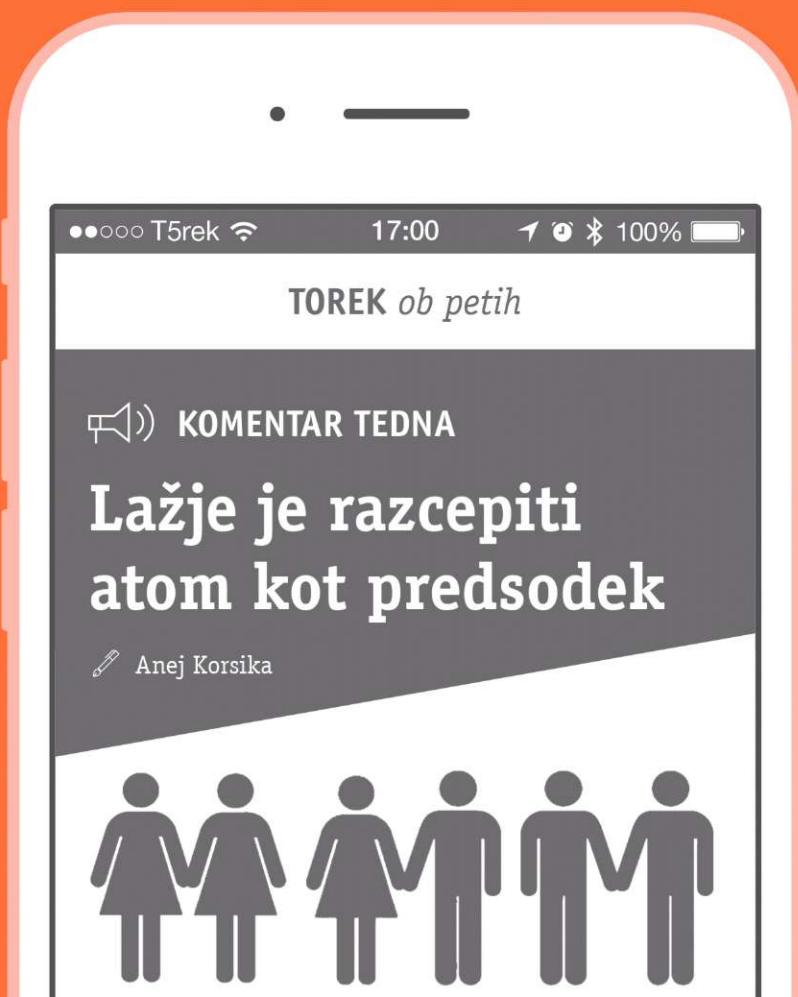 T5rek 17:00 100%
TOREK ob petih
KOMENTAR TEDNA
Lažje je razcepiti
atom kot predsodek
Anej Korsika